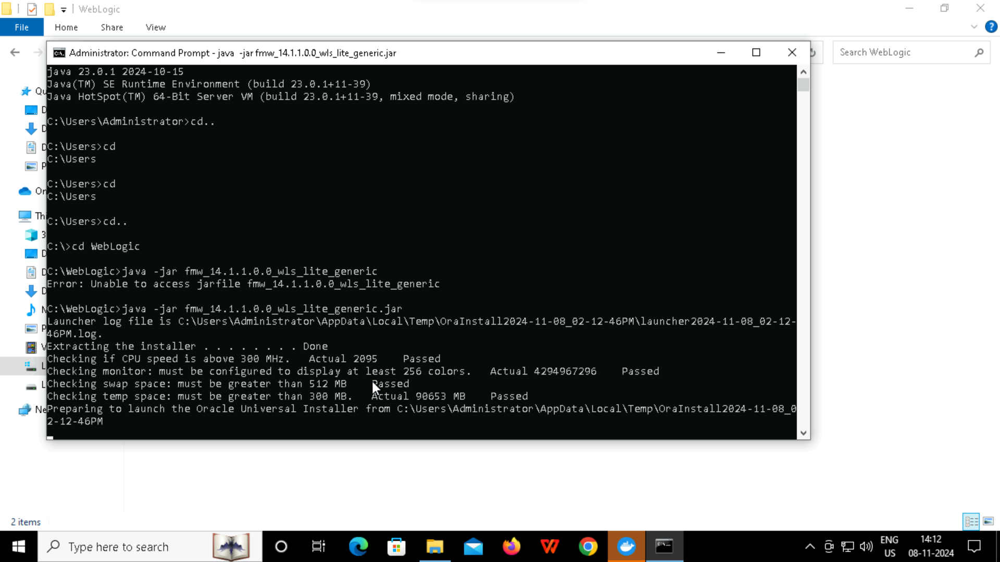 WebLogic
File Home Share View
Administrator: Command Prompt - java -jar fmw_14.1.1.0.0_wls_lite_generic.jar
Search WebLogic
java 23.0.1 2024-10-15
Java(TM) SE Runtime Environment (build 23.0.1+11-39)
Java HotSpot(TM) 64-Bit Server VM (build 23.0.1+11-39, mixed mode, sharing)
C:\Users\Administrator>cd..
C:\Users>cd
C:\Users
C:\Users>cd
C:\Users
C:\Users>cd..
C:\>cd WebLogic
C:\WebLogic>java -jar fmw_14.1.1.0.0_wls_lite_generic
Error: Unable to access jarfile fmw_14.1.1.0.0_wls_lite_generic
C:\WebLogic>java -jar fmw_14.1.1.0.0_wls_lite_generic.jar
Launcher log file is C:\Users\Administrator\AppData\Local\Temp\OraInstall2024-11-08_02-12-46PM\launcher2024-11-08_02-12-
46PM.log.
Extracting the installer . . . . . . . . Done
Checking if CPU speed is above 300 MHz. Actual 2095 Passed
Checking monitor: must be configured to display at least 256 colors. Actual 4294967296 Passed
Checking swap space: must be greater than 512 MB Passed
Checking temp space: must be greater than 300 MB. Actual 90653 MB Passed
Preparing to launch the Oracle Universal Installer from C:\Users\Administrator\AppData\Local\Temp\OraInstall2024-11-08_0
2-12-46PM
2 items
Type here to search
ENG
US
14:12
08-11-2024